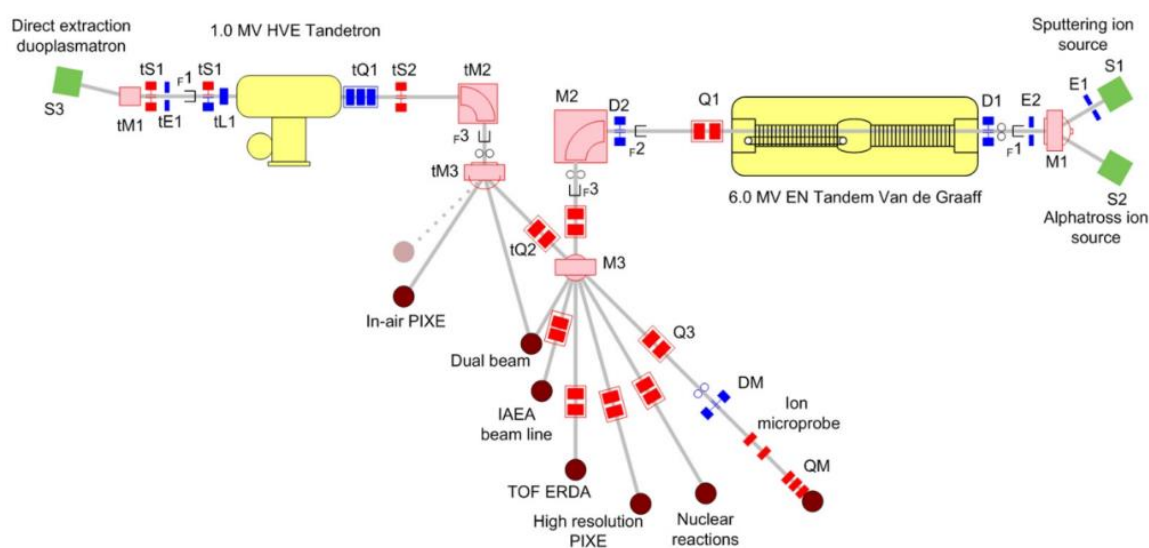 Direct extraction
duoplasmatron
1.0 MV HVE Tandetron
Sputtering ion
source
S3
tM1
tS1
tE1
F1
tS1
tL1
tQ1
tS2
tM2
F3
tM3
M2
D2
F2
F3
Q1
D1
F1
E2
M1
E1
S1
S2
6.0 MV EN Tandem Van de Graaff
Alphatross ion
source
tQ2
M3
In-air PIXE
Dual beam
IAEA
beam line
TOF ERDA
High resolution
PIXE
Nuclear
reactions
Q3
DM
Ion
microprobe
QM